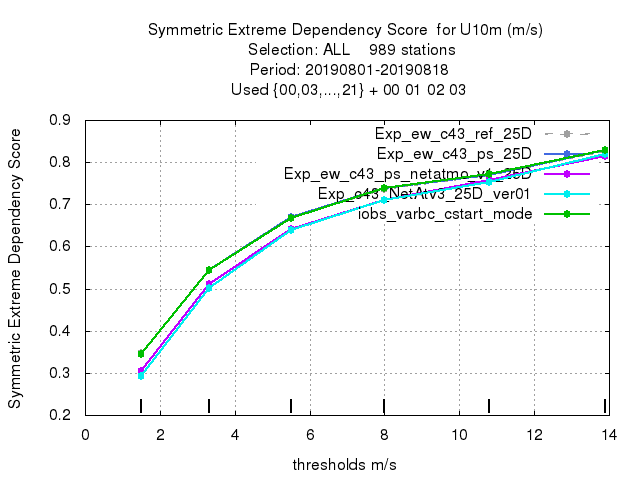 Symmetric Extreme Dependency Score  for U10m (m/s)
Selection: ALL    989 stations
Period: 20190801-20190818
Used {00,03,...,21} + 00 01 02 03
Symmetric Extreme Dependency Score
0.9
0.8
0.7
0.6
0.5
0.4
0.3
0.2
Exp_ew_c43_ref_25D
Exp_ew_c43_ps_25D
Exp_ew_c43_ps_netatmo_v1_25D
Exp_c43_NetAtv3_25D_ver01
iobs_varbc_cstart_mode
0 2 4 6 8 10 12 14
thresholds m/s